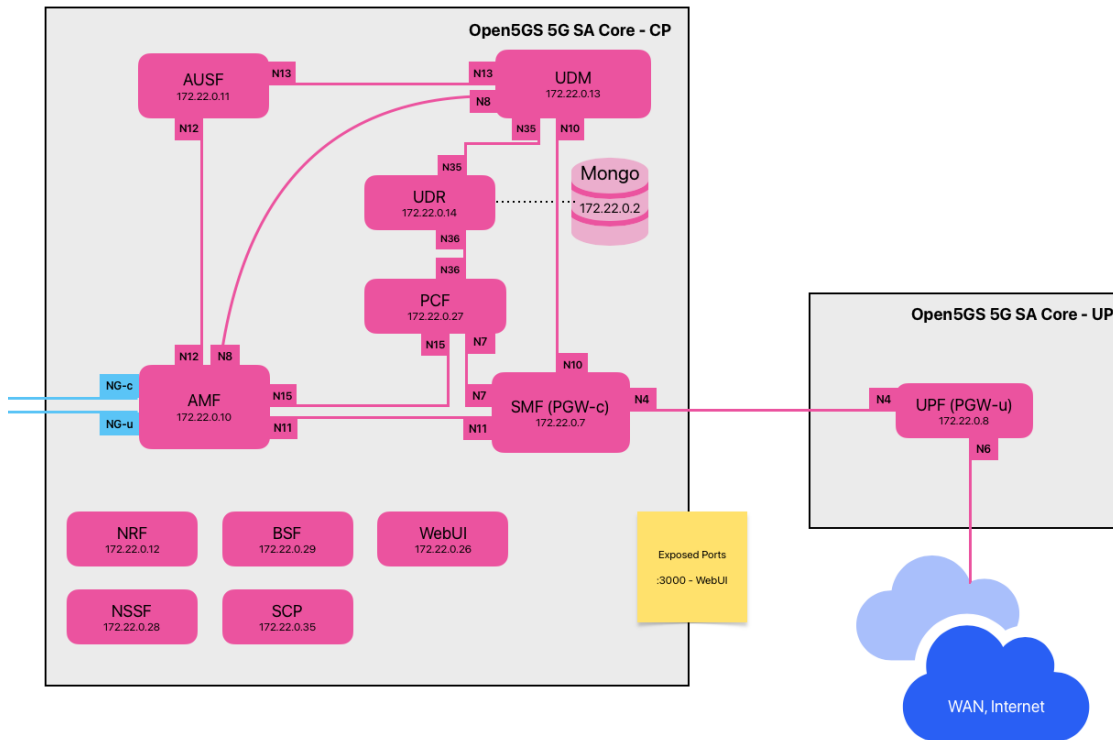 Open5GS 5G SA Core - CP
AUSF
172.22.0.11
N13
N13
UDM
172.22.0.13
N8
N12
N35
N10
N35
UDR
172.22.0.14
Mongo
172.22.0.2
N36
N36
PCF
172.22.0.27
N15
N7
N12
N8
N10
NG-c
NG-u
AMF
172.22.0.10
N15
N11
N7
N11
SMF (PGW-c)
172.22.0.7
N4
Open5GS 5G SA Core - UP
N4
UPF (PGW-u)
172.22.0.8
N6
NRF
172.22.0.12
BSF
172.22.0.29
WebUI
172.22.0.26
NSSF
172.22.0.28
SCP
172.22.0.35
Exposed Ports
:3000 - WebUI
WAN, Internet